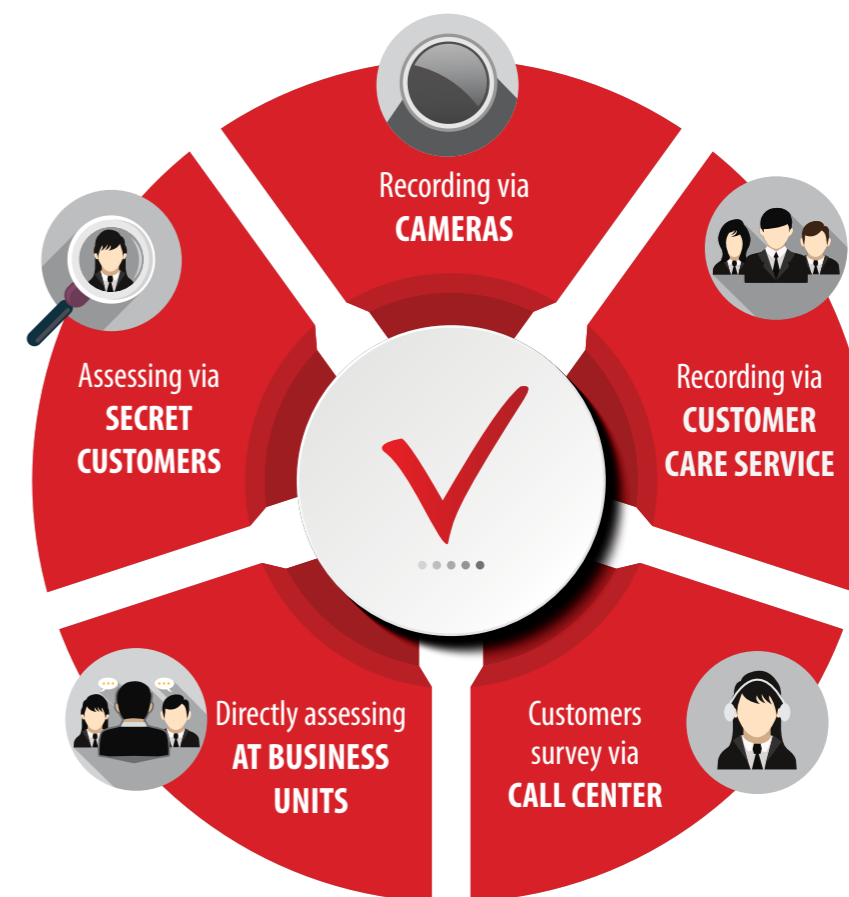 Recording via
CAMERAS
Recording via
CUSTOMER
CARE SERVICE
Customers
survey via
CALL CENTER
Directly assessing
AT BUSINESS
UNITS
Assessing via
SECRET
CUSTOMERS